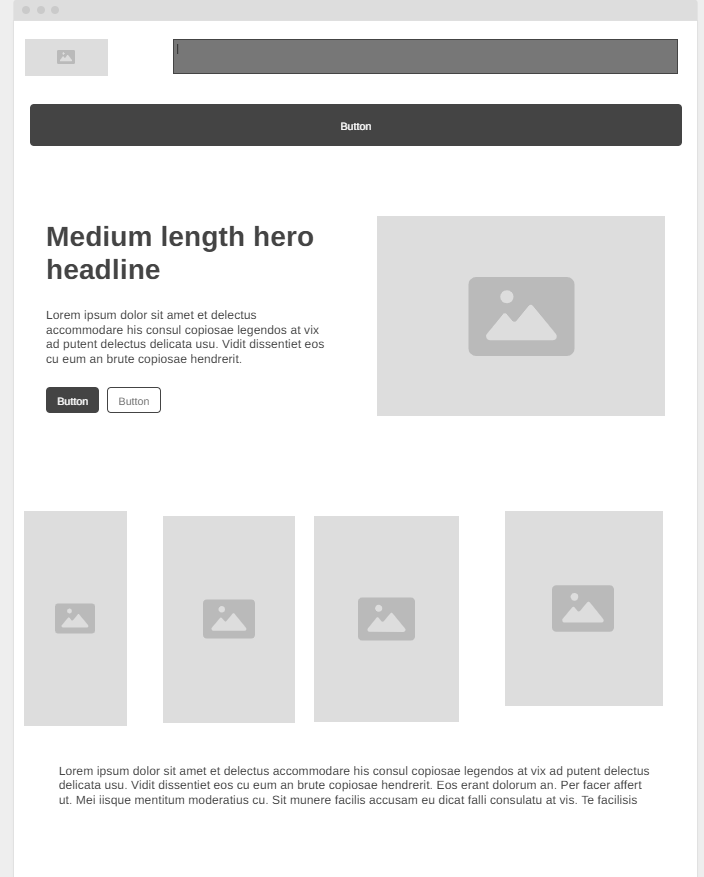 Button
Medium length hero
headline
Lorem ipsum dolor sit amet et delectus
accommodare his consul copiosae legendos at vix
ad putent delectus delicata usu. Vidit dissentiet eos
cu eum an brute copiosae hendrerit.
Button Button
Lorem ipsum dolor sit amet et delectus accommodare his consul copiosae legendos at vix ad putent delectus
delicata usu. Vidit dissentiet eos cu eum an brute copiosae hendrerit. Eos erant dolorum an. Per facer affert
ut. Mei iisque mentitum moderatius cu. Sit munere facilis accusam eu dicat falli consulatu at vis. Te facilisis